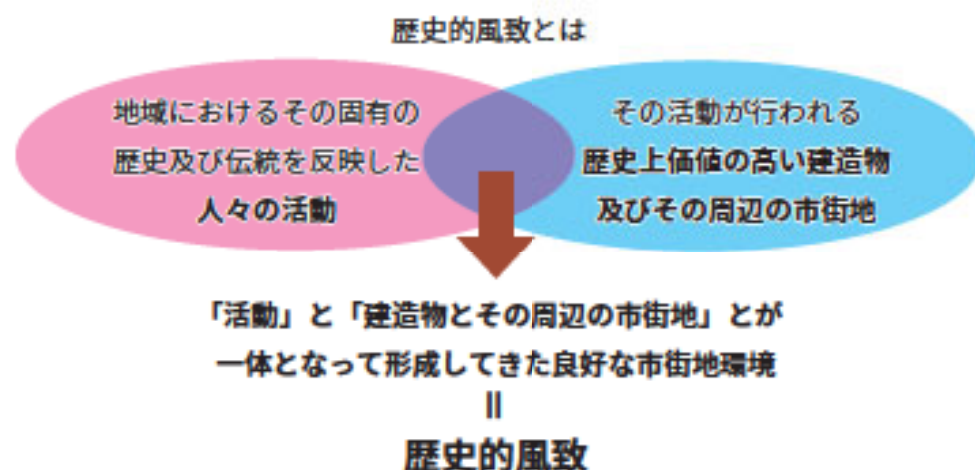 歴史的風致とは
地域におけるその固有の
歴史及び伝統を反映した
人々の活動
その活動が行われる
歴史上価値の高い建造物
及びその周辺の市街地
「活動」と「建造物とその周辺の市街地」とが
一体となって形成してきた良好な市街地環境
＝
歴史的風致